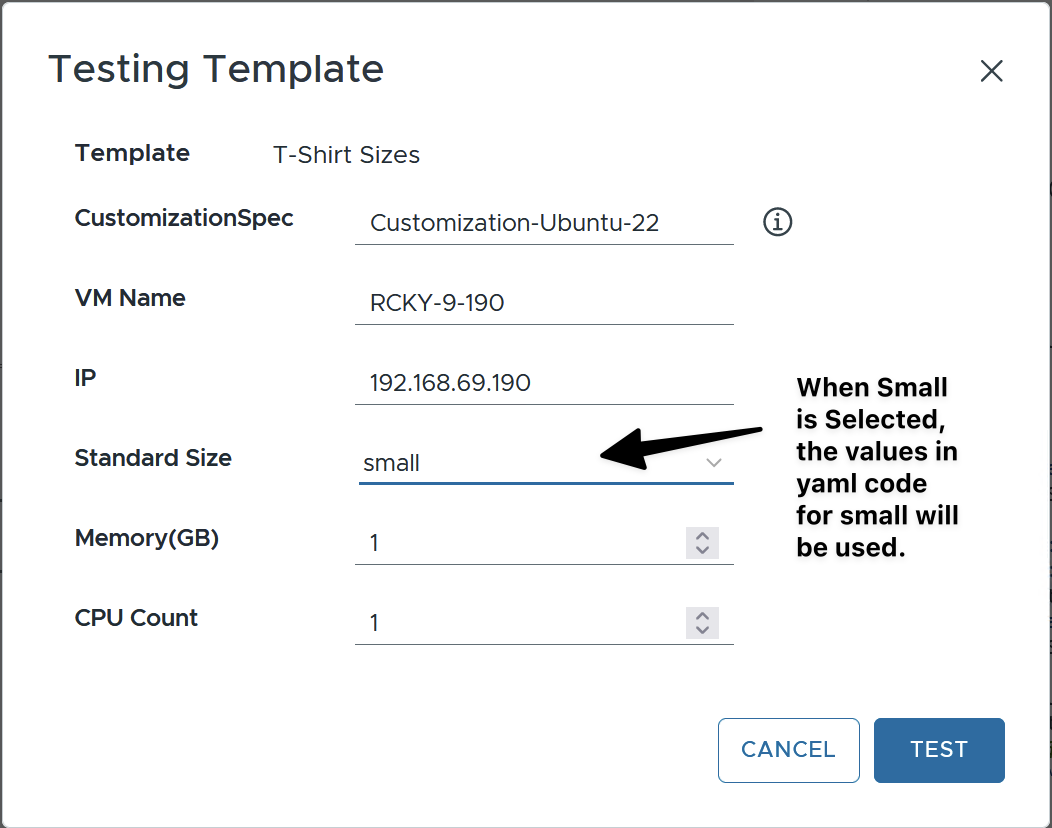 Testing Template
Template T-Shirt Sizes
CustomizationSpec Customization-Ubuntu-22
VM Name RCKY-9-190
IP 192.168.69.190
Standard Size small
Memory(GB) 1
CPU Count 1
When Small
is Selected,
the values in
yaml code
for small will
be used.
CANCEL TEST